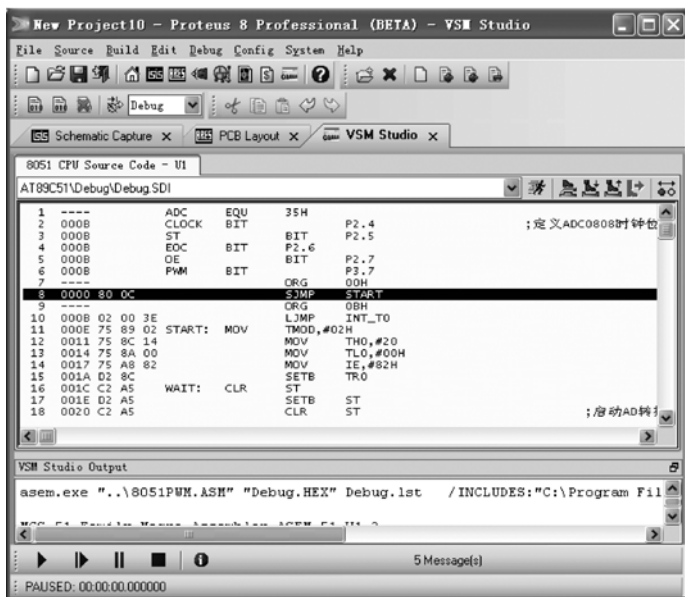 New Project10 - Proteus 8 Professional (BETA) - VSM Studio
File Source Build Edit Debug Config System Help
Debug
Schematic Capture x PCB Layout x VSM Studio x
8051 CPU Source Code - U1
AT89C51\Debug\Debug.SDI
1 ---- ADC EQU 35H
2 000B CLOCK BIT P2.4 ;定义ADC0808时钟位
3 000B ST BIT P2.5
4 000B EOC BIT P2.6
5 000B OE BIT P2.7
6 000B PWM BIT P3.7
7 ---- ORG 00H
8 0000 80 0C SJMP START
9 ---- ORG 0BH
10 000B 02 00 3E LJMP INT_T0
11 000E 75 89 02 START: MOV TMOD,#02H
12 0011 75 8C 14 MOV TH0,#20
13 0014 75 8A 00 MOV TL0,#00H
14 0017 75 A8 82 MOV IE,#82H
15 001A D2 8C SETB TR0
16 001C C2 A5 WAIT: CLR ST
17 001E D2 A5 SETB ST
18 0020 C2 A5 CLR ST ;启动AD转
VSM Studio Output
asem.exe "..\8051PWM.ASM" "Debug.HEX" Debug.lst /INCLUDES:"C:\Program Fil
5 Message(s)
PAUSED: 00:00:00.000000